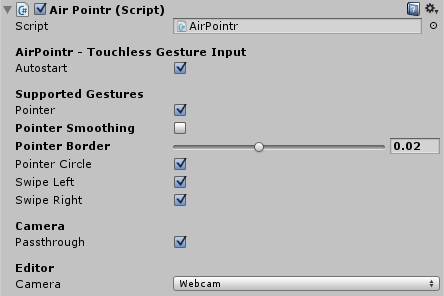 Air Pointr (Script)
Script AirPointr
AirPointr - Touchless Gesture Input
Autostart
Supported Gestures
Pointer
Pointer Smoothing
Pointer Border 0.02
Pointer Circle
Swipe Left
Swipe Right
Camera
Passthrough
Editor
Camera Webcam